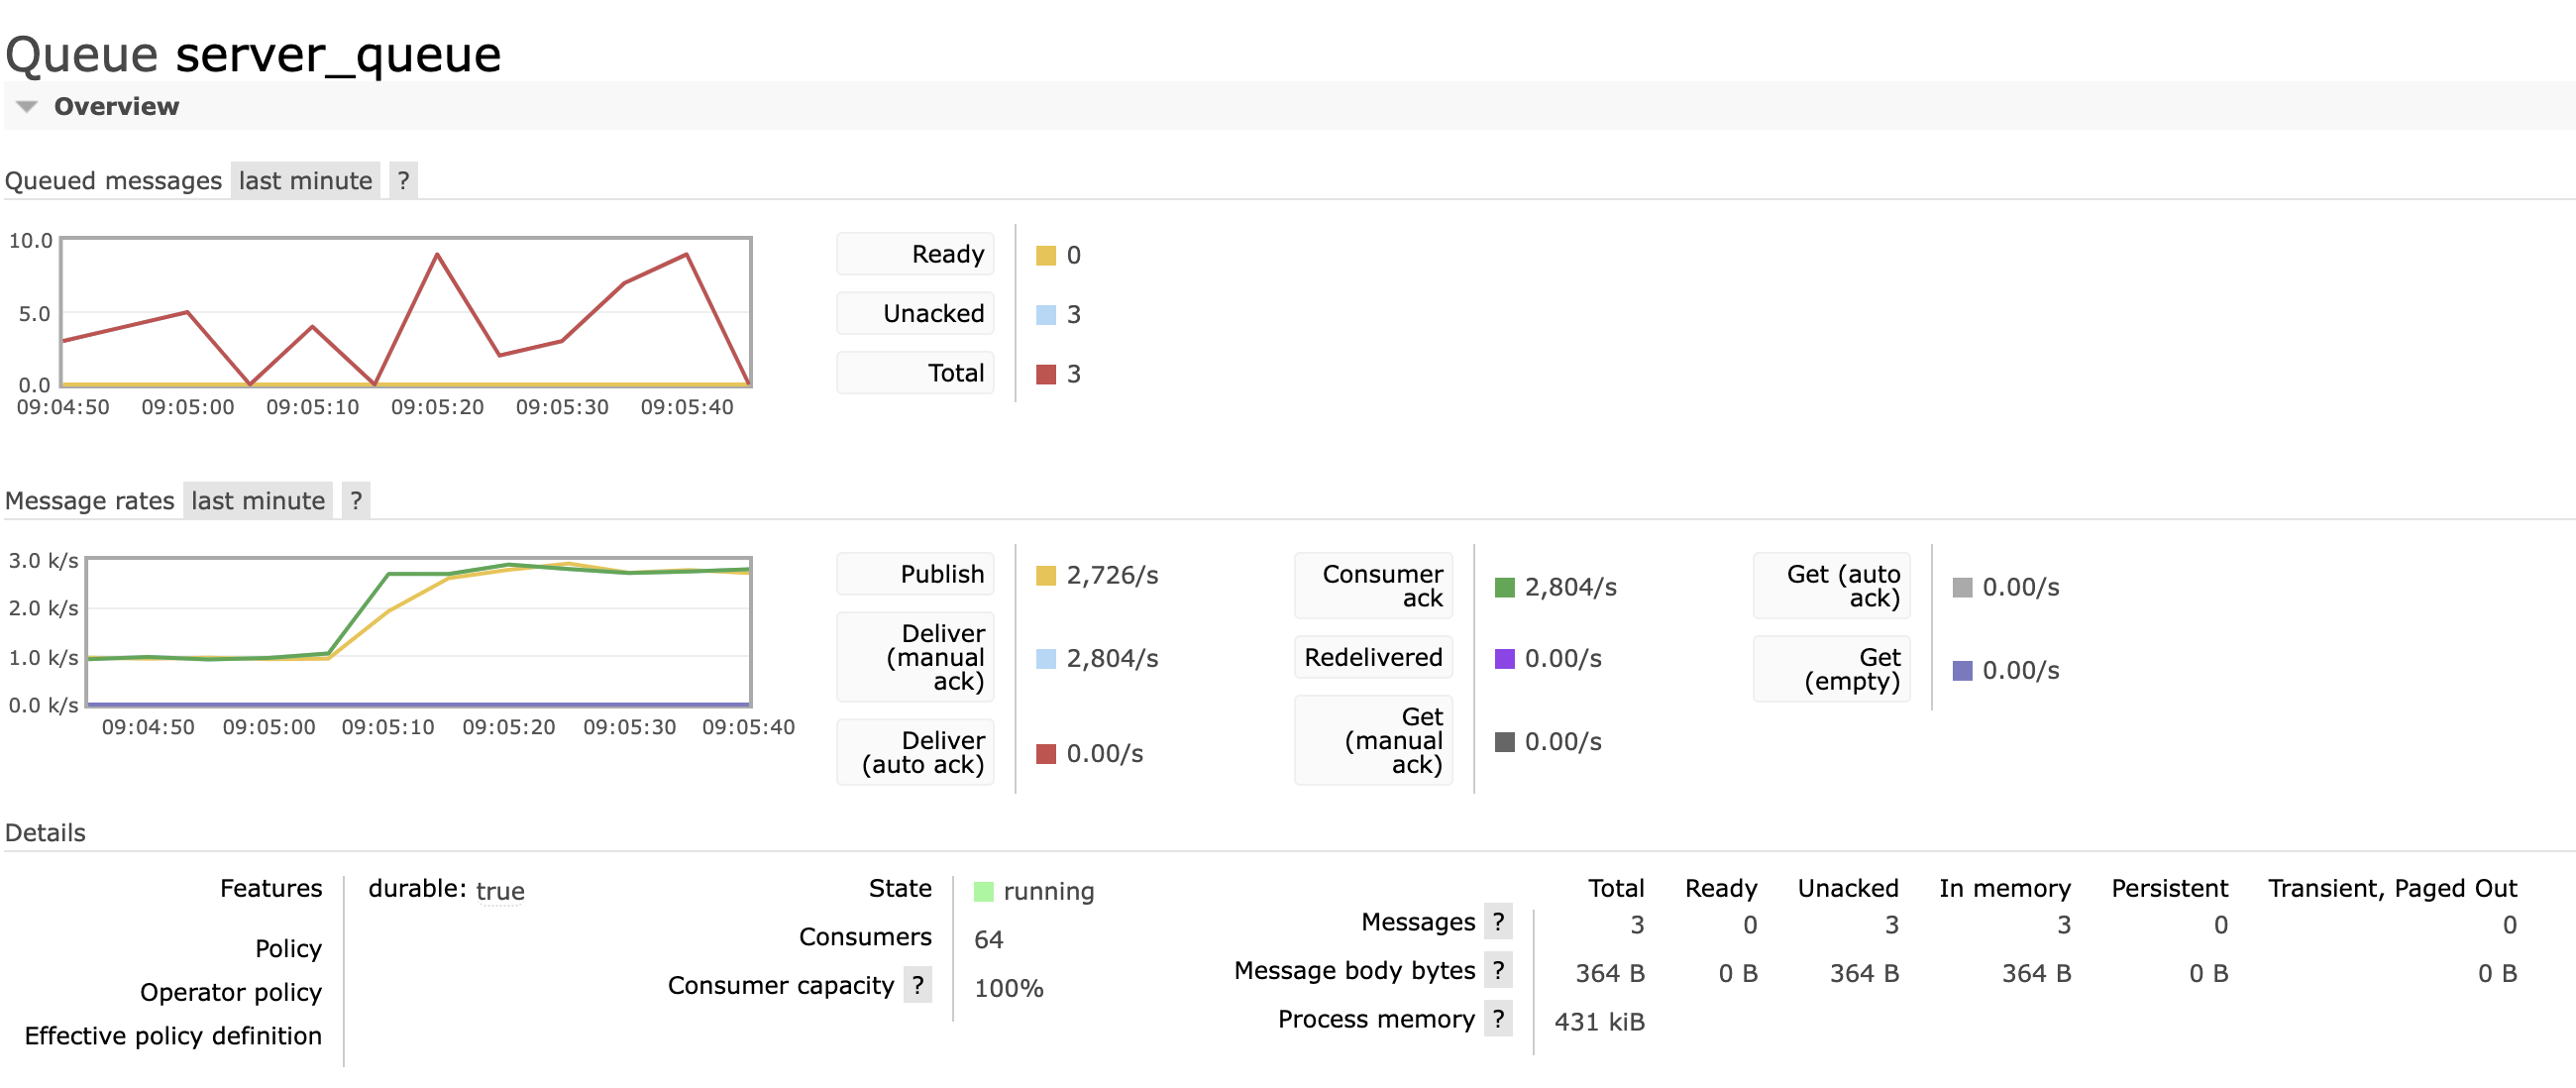 Queue server_queue
Overview
Queued messages last minute ?
10.0
5.0
0.0
09:04:50 09:05:00 09:05:10 09:05:20 09:05:30 09:05:40
Ready 0
Unacked 3
Total 3
Message rates last minute ?
3.0 k/s
2.0 k/s
1.0 k/s
0.0 k/s
09:04:50 09:05:00 09:05:10 09:05:20 09:05:30 09:05:40
Publish 2,726/s
Deliver
(manual 2,804/s
ack)
Deliver
(auto ack) 0.00/s
Consumer
ack 2,804/s
Redelivered 0.00/s
Get
(manual 0.00/s
ack)
Get (auto
ack) 0.00/s
Get
(empty) 0.00/s
Details
Features durable: true
Policy
Operator policy
Effective policy definition
State running
Consumers 64
Consumer capacity ? 100%
Total Ready Unacked In memory Persistent Transient, Paged Out
Messages ? 3 0 3 3 0 0
Message body bytes ? 364 B 0 B 364 B 364 B 0 B 0 B
Process memory ? 431 kiB